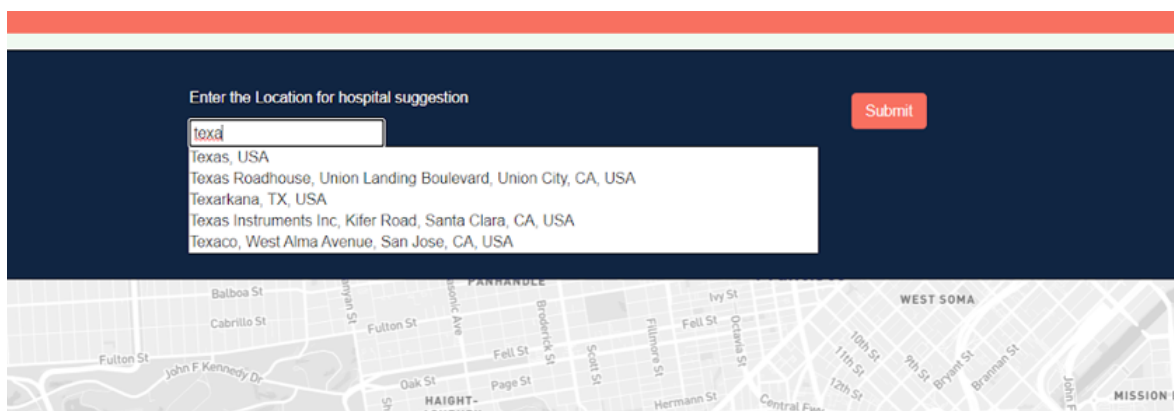 Enter the Location for hospital suggestion
Submit
texa
Texas, USA
Texas Roadhouse, Union Landing Boulevard, Union City, CA, USA
Texarkana, TX, USA
Texas Instruments Inc, Kifer Road, Santa Clara, CA, USA
Texaco, West Alma Avenue, San Jose, CA, USA
PANHANDLE
Balboa St
Ivy St
WEST SOMA
Cabrillo St
Fulton St
Broderick St
Fillmore St
Fell St
Octavia St
10th St
11th St
9th St
Bryant St
Brannan St
Fulton St
John F Kennedy Dr
Fell St
Scott St
Oak St
Page St
12th St
HAIGHT-
Hermann St
MISSION